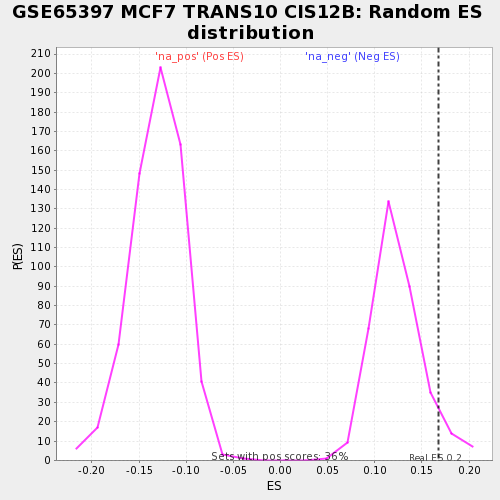 GSE65397 MCF7 TRANS10 CIS12B: Random ES
distribution
'na_pos' (Pos ES) 'na_neg' (Neg ES)
210
200
190
180
170
160
150
140
130
120
110
100
90
80
70
60
50
40
30
20
10
0
P(ES)
Sets with pos scores: 36%
Real ES 0.2
-0.20 -0.15 -0.10 -0.05 0.00 0.05 0.10 0.15 0.20
ES